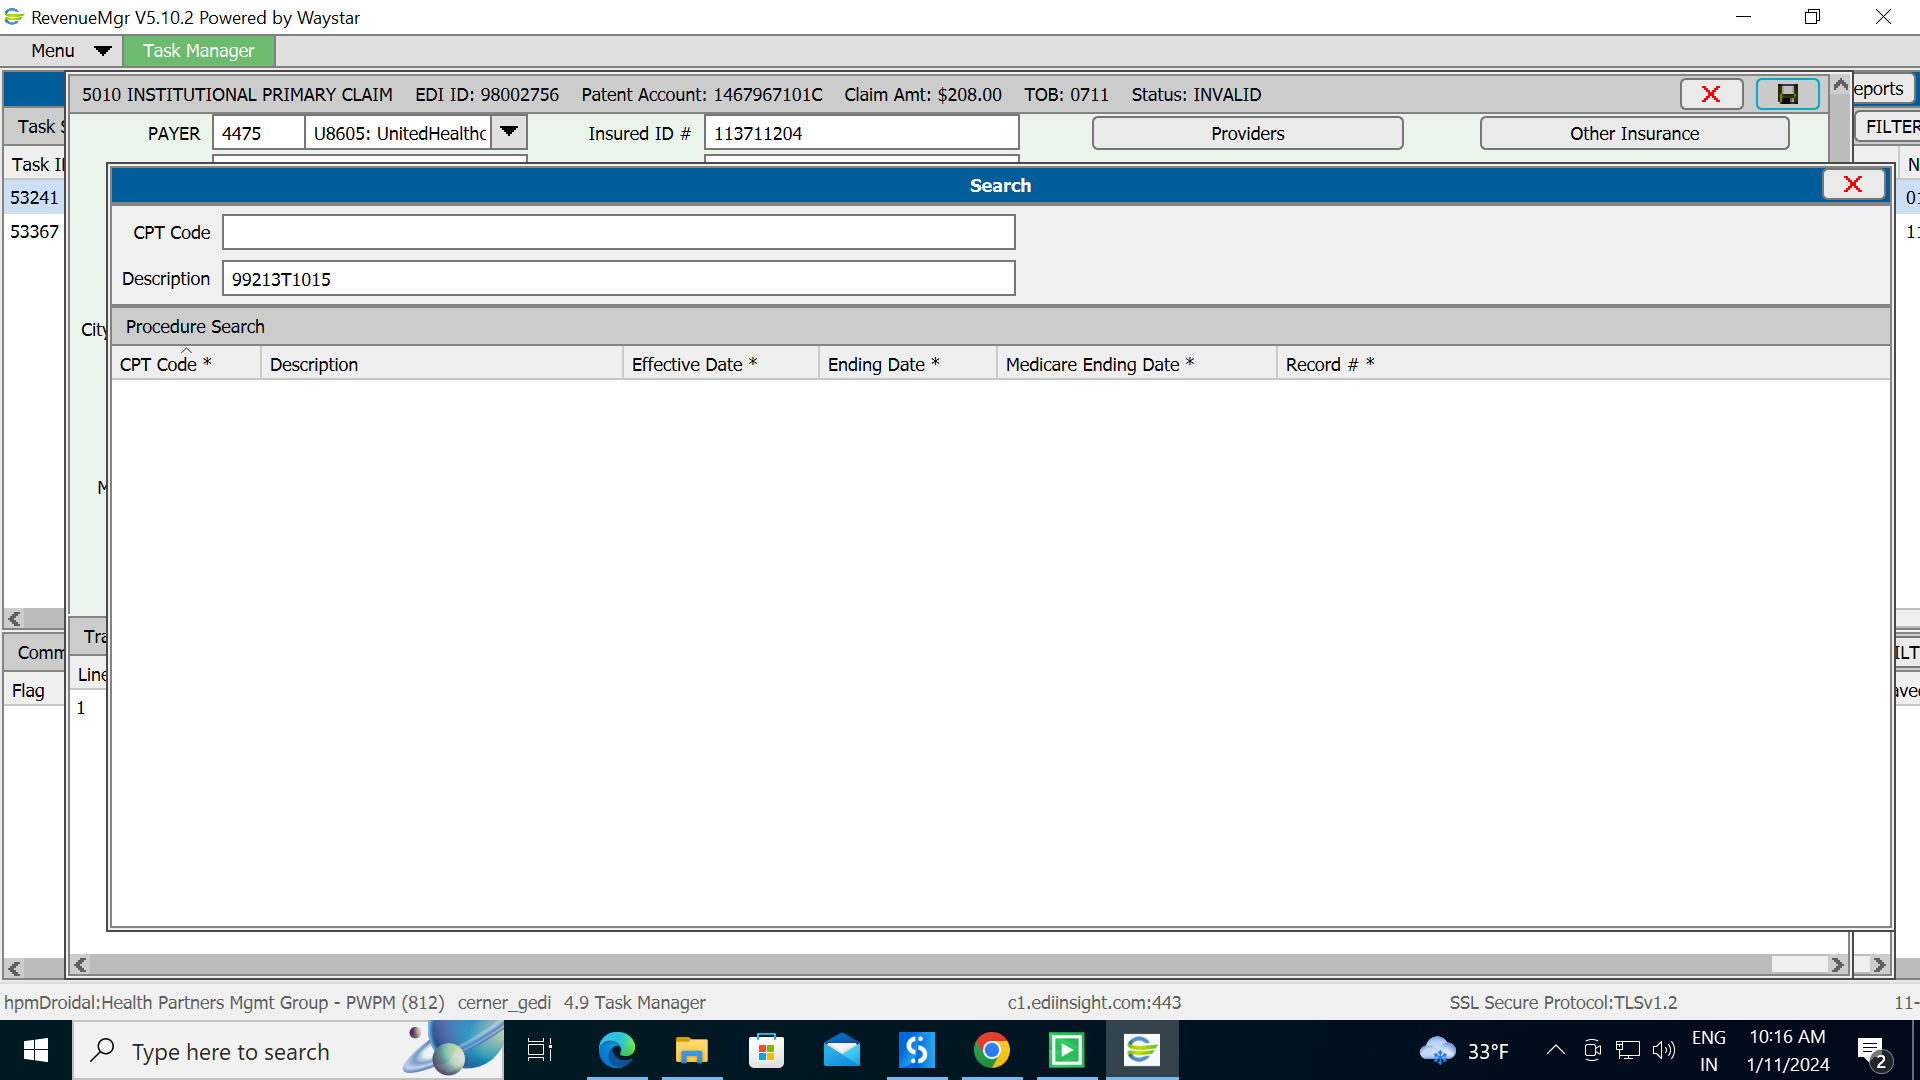 RevenueMgr V5.10.2 Powered by Waystar
Menu Task Manager
5010 INSTITUTIONAL PRIMARY CLAIM EDI ID: 98002756 Patent Account: 1467967101C Claim Amt: $208.00 TOB: 0711 Status: INVALID
eports
Task S
PAYER 4475 U8605: UnitedHealthc Insured ID # 113711204 Providers Other Insurance
FILTER
Task II
N
Search
53241
01
53367
11
CPT Code
Description 99213T1015
Procedure Search
City
CPT Code * Description Effective Date * Ending Date * Medicare Ending Date * Record # *
M
Tra
Comm
ILT
Line
Flag
aved
1
hpmDroidal:Health Partners Mgmt Group - PWPM (812) cerner_gedi 4.9 Task Manager c1.ediinsight.com:443 SSL Secure Protocol:TLSv1.2 11-
Type here to search
33°F
ENG
IN
10:16 AM
1/11/2024
2